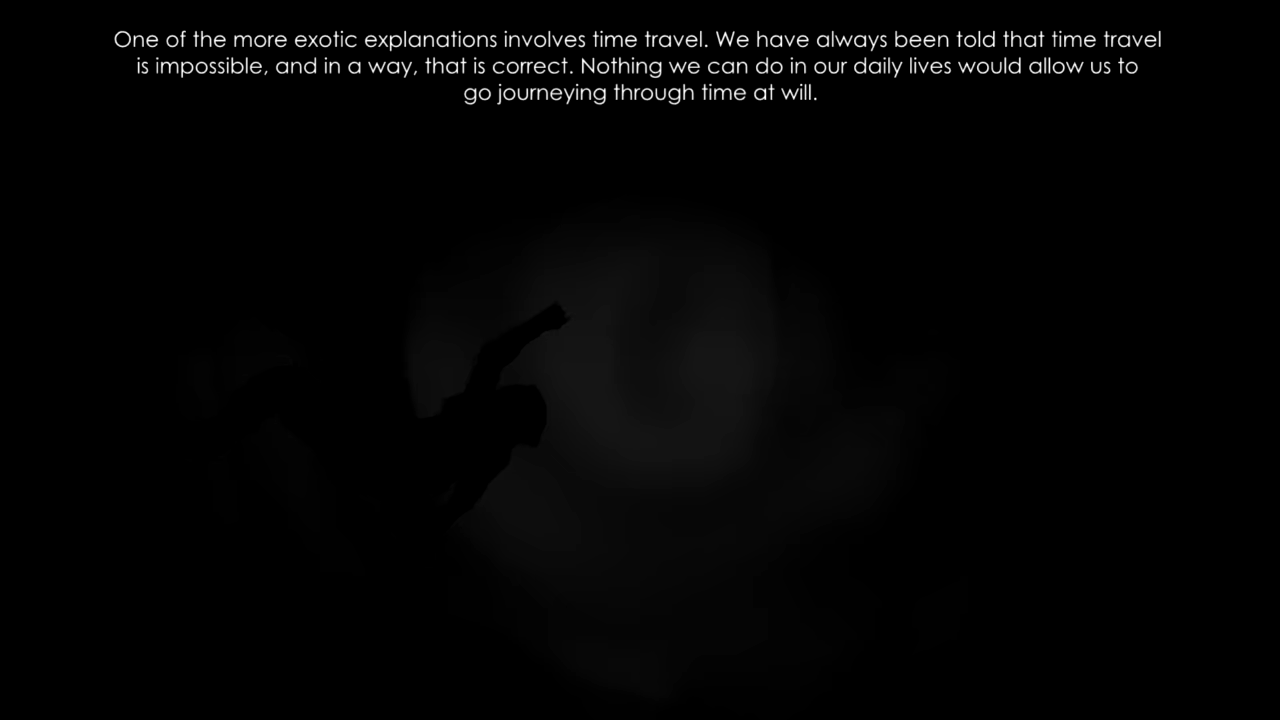 One of the more exotic explanations involves time travel. We have always been told that time travel
is impossible, and in a way, that is correct. Nothing we can do in our daily lives would allow us to
go journeying through time at will.